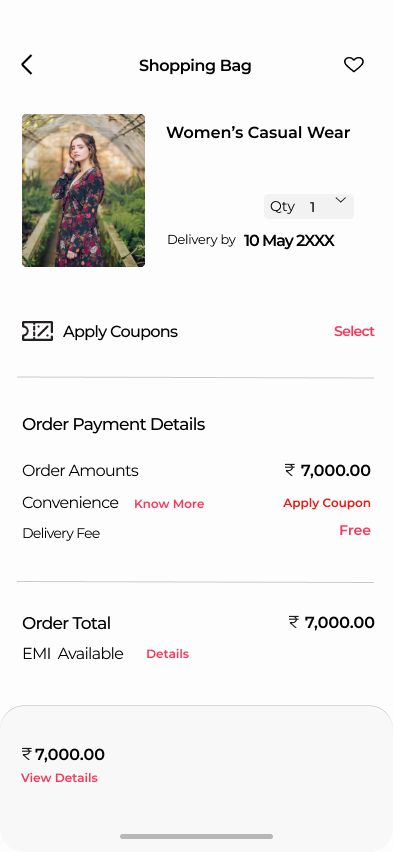 Shopping Bag
Women's Casual Wear
Qty 1
Delivery by 10 May 2XXX
Apply Coupons Select
Order Payment Details
Order Amounts ₹ 7,000.00
Convenience Know More Apply Coupon
Delivery Fee Free
Order Total ₹ 7,000.00
EMI Available Details
₹ 7,000.00
View Details